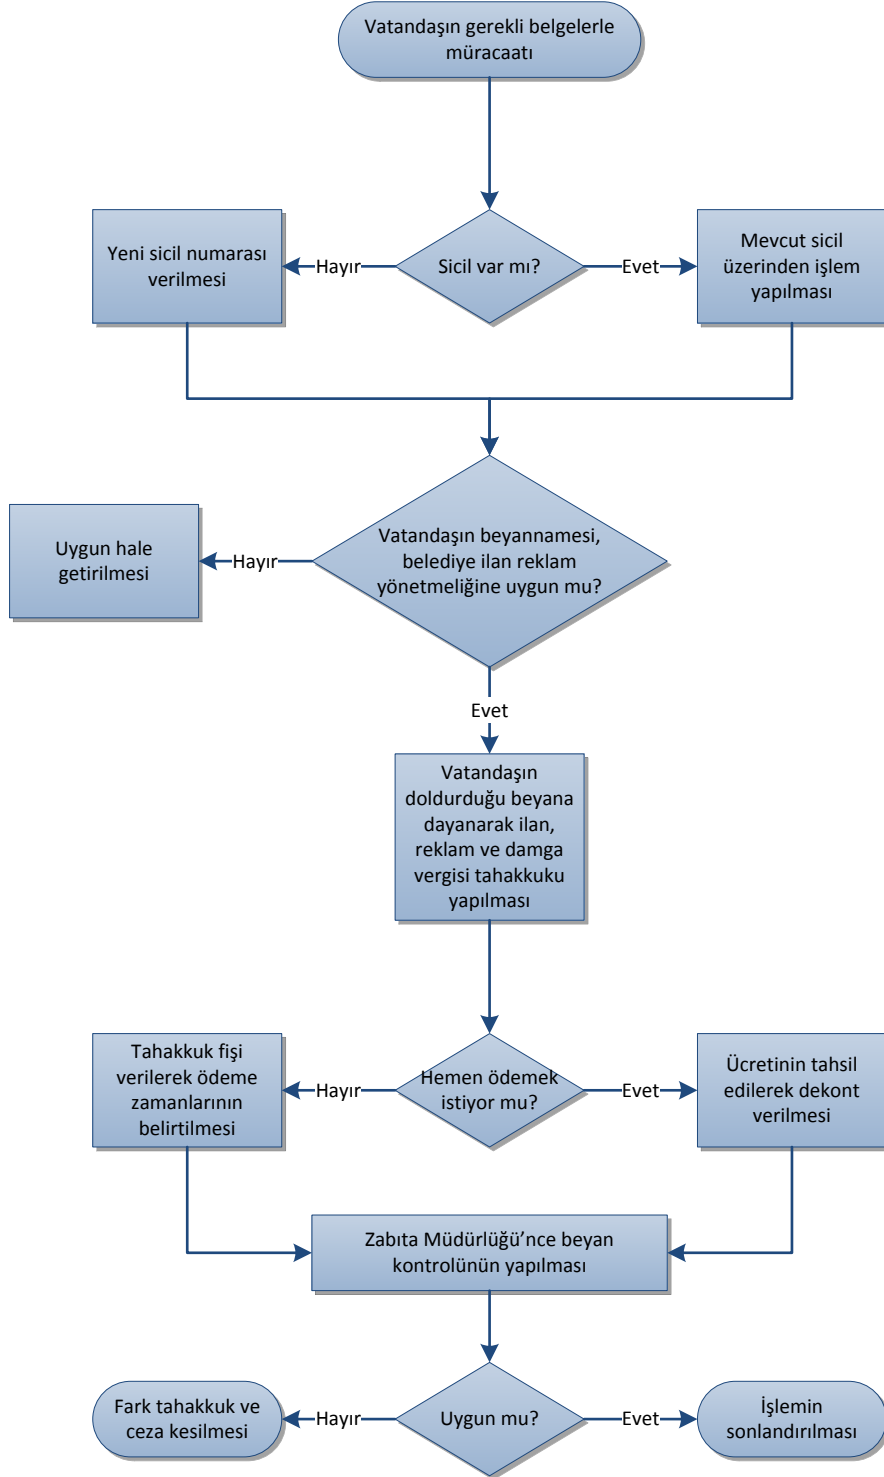 Vatandaşın gerekli belgelerle
müracaatı
Yeni sicil numarası
verilmesi
Hayır
Sicil var mı?
Evet
Mevcut sicil
üzerinden işlem
yapılması
Uygun hale
getirilmesi
Hayır
Vatandaşın beyannamesi,
belediye ilan reklam
yönetmeliğine uygun mu?
Evet
Vatandaşın
doldurduğu beyana
dayanarak ilan,
reklam ve damga
vergisi tahakkuku
yapılması
Tahakkuk fişi
verilerek ödeme
zamanlarının
belirtilmesi
Hayır
Hemen ödemek
istiyor mu?
Evet
Ücretinin tahsil
edilerek dekont
verilmesi
Zabıta Müdürlüğü’nce beyan
kontrolünün yapılması
Fark tahakkuk ve
ceza kesilmesi
Hayır
Uygun mu?
Evet
İşlemin
sonlandırılması